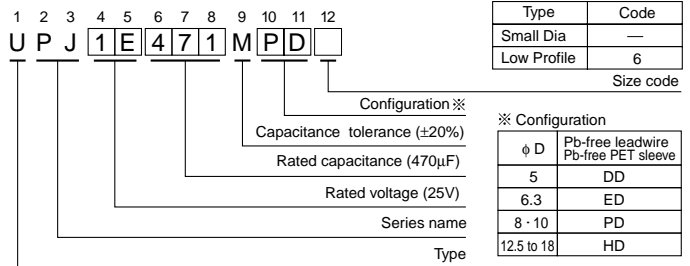 1 2 3 4 5 6 7 8 9 10 11 12
U P J 1 E 4 7 1 M P D
Type Code
Small Dia —
Low Profile 6
Size code
Configuration※
Capacitance tolerance (±20%)
Rated capacitance (470µF)
Rated voltage (25V)
Series name
Type
※ Configuration
ϕ D Pb-free leadwire
Pb-free PET sleeve
5 DD
6.3 ED
8 · 10 PD
12.5 to 18 HD